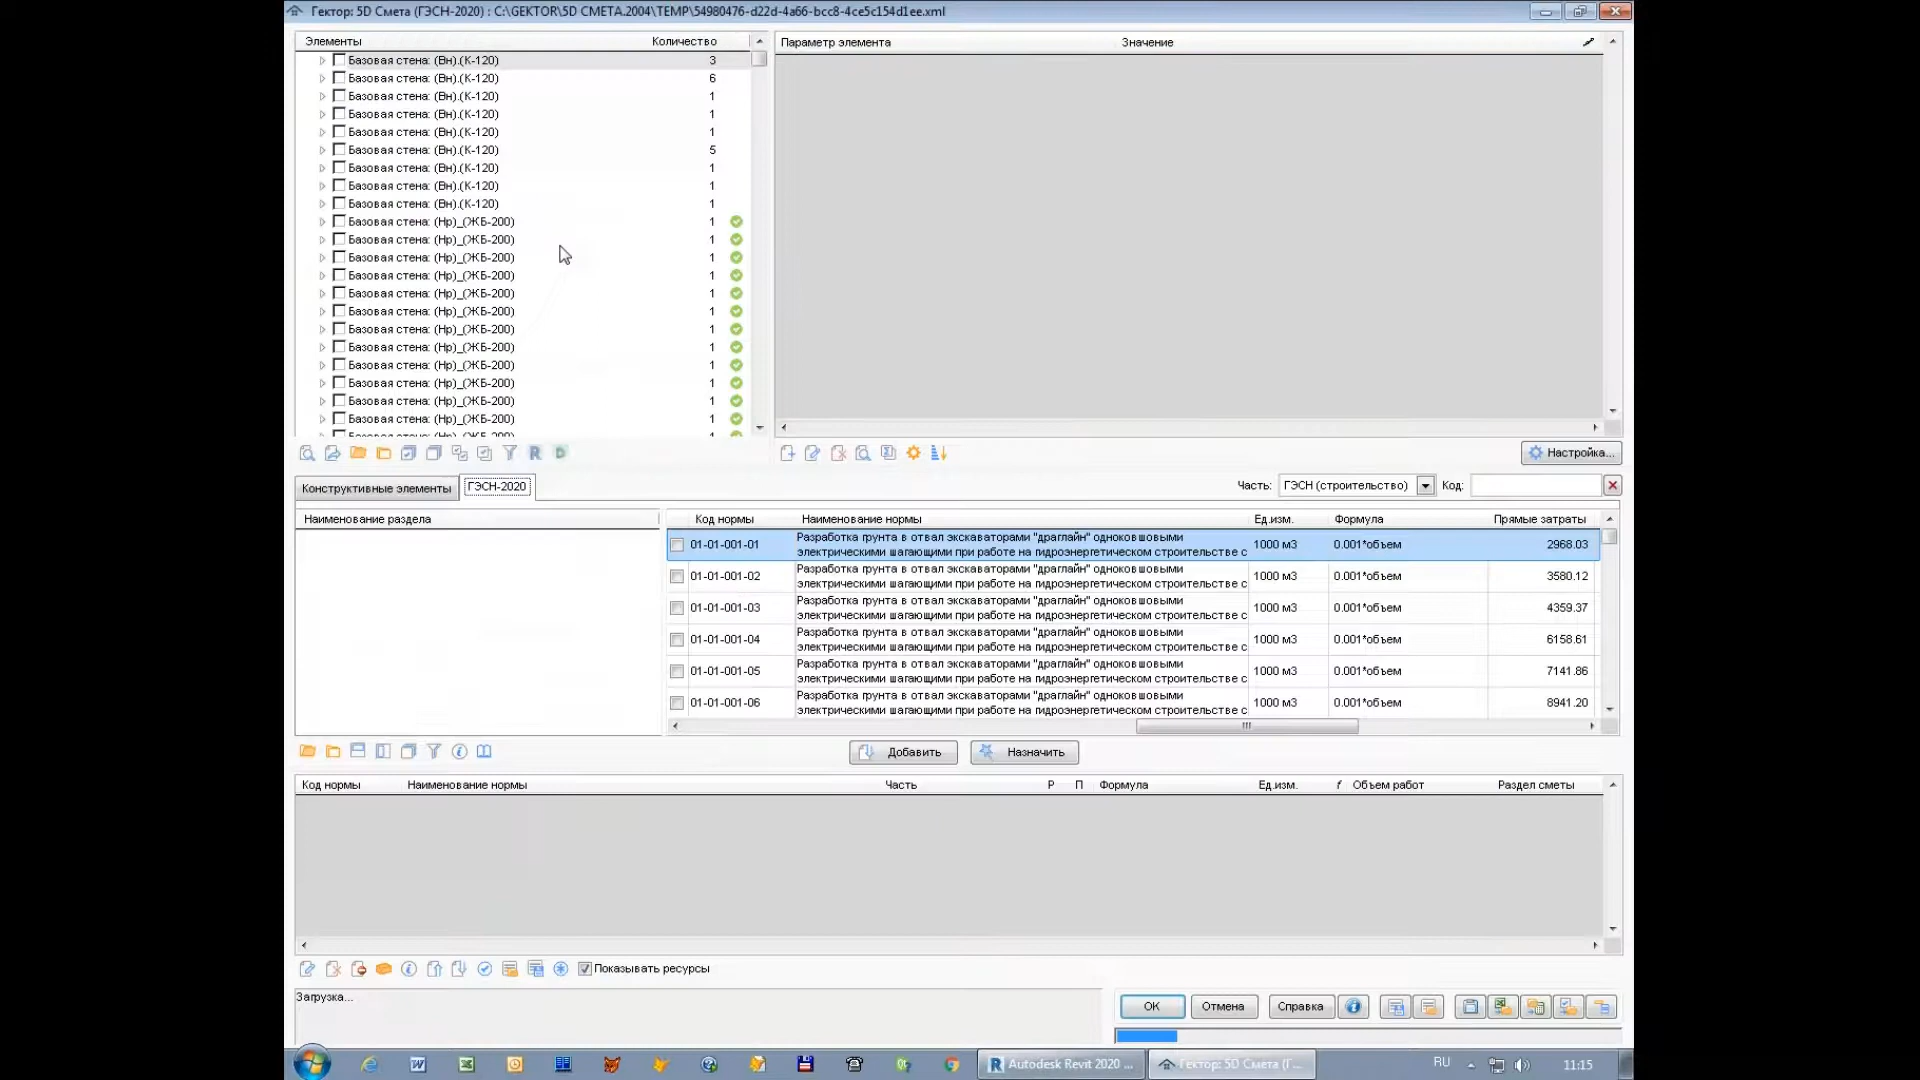 Гектор: 5D Смета (ГЭСН-2020) : C:\GEKTOR\5D СМЕТА.2004\TEMP\54980476-d22d-4a66-bcc8-4ce5c154d1ee.xml
Элементы Количество
Базовая стена: (Вн).(К-120) 3
Базовая стена: (Вн).(К-120) 6
Базовая стена: (Вн).(К-120) 1
Базовая стена: (Вн).(К-120) 1
Базовая стена: (Вн).(К-120) 1
Базовая стена: (Вн).(К-120) 5
Базовая стена: (Вн).(К-120) 1
Базовая стена: (Вн).(К-120) 1
Базовая стена: (Вн).(К-120) 1
Базовая стена: (Нр)_(ЖБ-200) 1
Базовая стена: (Нр)_(ЖБ-200) 1
Базовая стена: (Нр)_(ЖБ-200) 1
Базовая стена: (Нр)_(ЖБ-200) 1
Базовая стена: (Нр)_(ЖБ-200) 1
Базовая стена: (Нр)_(ЖБ-200) 1
Базовая стена: (Нр)_(ЖБ-200) 1
Базовая стена: (Нр)_(ЖБ-200) 1
Базовая стена: (Нр)_(ЖБ-200) 1
Базовая стена: (Нр)_(ЖБ-200) 1
Базовая стена: (Нр)_(ЖБ-200) 1
Базовая стена: (Нр)_(ЖБ-200) 1
Параметр элемента Значение
Настройка...
Конструктивные элементы ГЭСН-2020
Часть: ГЭСН (строительство) Код:
Наименование раздела
Код нормы Наименование нормы Ед.изм. Формула Прямые затраты
01-01-001-01 Разработка грунта в отвал экскаваторами "драглайн" одноковшовыми
электрическими шагающими при работе на гидроэнергетическом строительстве с 1000 м3 0.001*объем 2968.03
01-01-001-02 Разработка грунта в отвал экскаваторами "драглайн" одноковшовыми
электрическими шагающими при работе на гидроэнергетическом строительстве с 1000 м3 0.001*объем 3580.12
01-01-001-03 Разработка грунта в отвал экскаваторами "драглайн" одноковшовыми
электрическими шагающими при работе на гидроэнергетическом строительстве с 1000 м3 0.001*объем 4359.37
01-01-001-04 Разработка грунта в отвал экскаваторами "драглайн" одноковшовыми
электрическими шагающими при работе на гидроэнергетическом строительстве с 1000 м3 0.001*объем 6158.61
01-01-001-05 Разработка грунта в отвал экскаваторами "драглайн" одноковшовыми
электрическими шагающими при работе на гидроэнергетическом строительстве с 1000 м3 0.001*объем 7141.86
01-01-001-06 Разработка грунта в отвал экскаваторами "драглайн" одноковшовыми
электрическими шагающими при работе на гидроэнергетическом строительстве с 1000 м3 0.001*объем 8941.20
Добавить Назначить
Код нормы Наименование нормы Часть Р П Формула Ед.изм. f Объем работ Раздел сметы
Показывать ресурсы
Загрузка...
ОК Отмена Справка
Autodesk Revit 2020 ... Гектор: 5D Смета (Г... RU 11:15